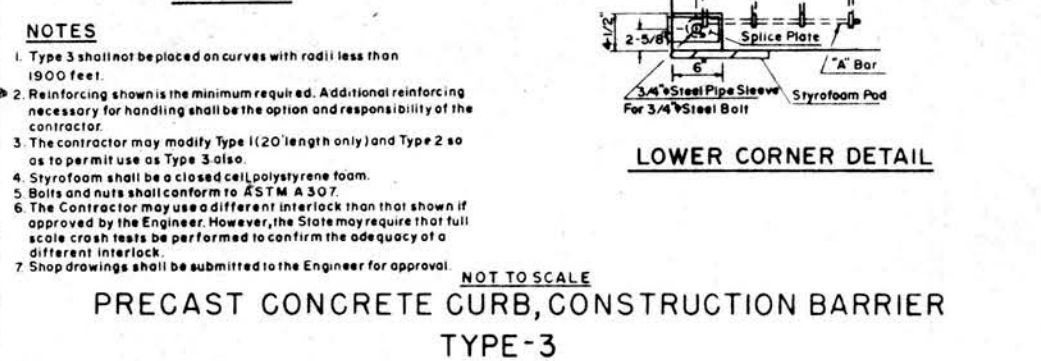 NOTES
1. Type 3 shall not be placed on curves with radii less than
1900 feet.
2. Reinforcing shown is the minimum required. Additional reinforcing
necessary for handling shall be the option and responsibility of the
contractor.
3. The contractor may modify Type 1 (20' length only) and Type 2 so
as to permit use as Type 3 also.
4. Styrofoam shall be a closed cell polystyrene foam.
5. Bolts and nuts shall conform to ASTM A 307.
6. The Contractor may use a different interlock than that shown if
approved by the Engineer. However, the State may require that full
scale crash tests be performed to confirm the adequacy of a
different interlock.
7. Shop drawings shall be submitted to the Engineer for approval.
4-1/2"
2-5/8"
Splice Plate
6"
"A" Bar
3/4"⌀ Steel Pipe Sleeve
For 3/4"⌀ Steel Bolt
Styrofoam Pad
LOWER CORNER DETAIL
NOT TO SCALE
PRECAST CONCRETE CURB, CONSTRUCTION BARRIER
TYPE-3